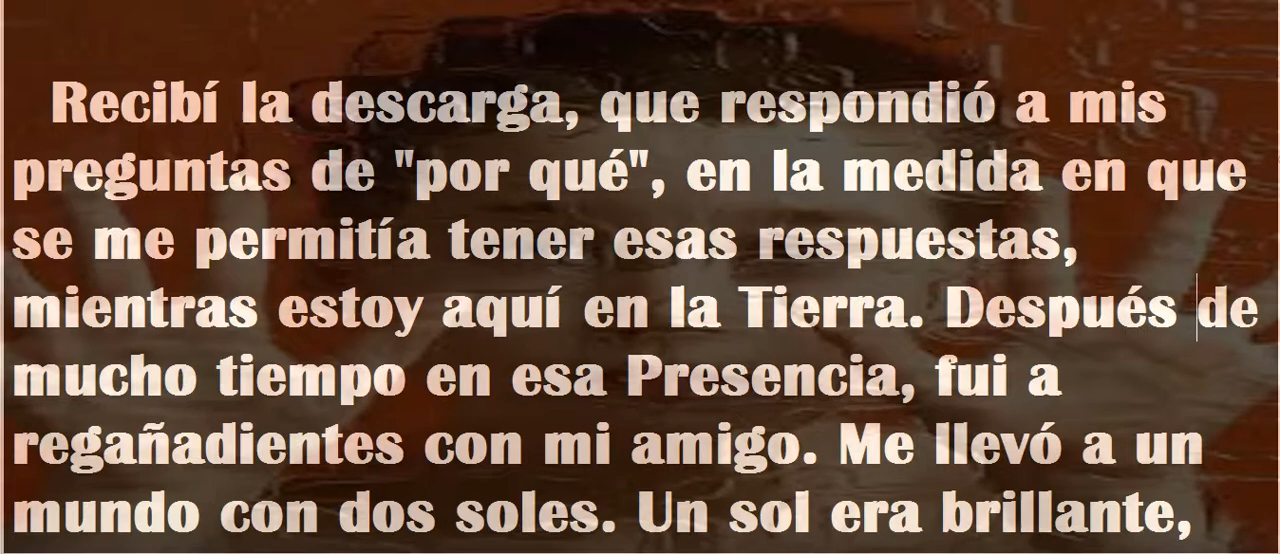 Recibí la descarga, que respondió a mis
preguntas de "por qué", en la medida en que
se me permitía tener esas respuestas,
mientras estoy aquí en la Tierra. Después de
mucho tiempo en esa Presencia, fui a
regañadientes con mi amigo. Me llevó a un
mundo con dos soles. Un sol era brillante,